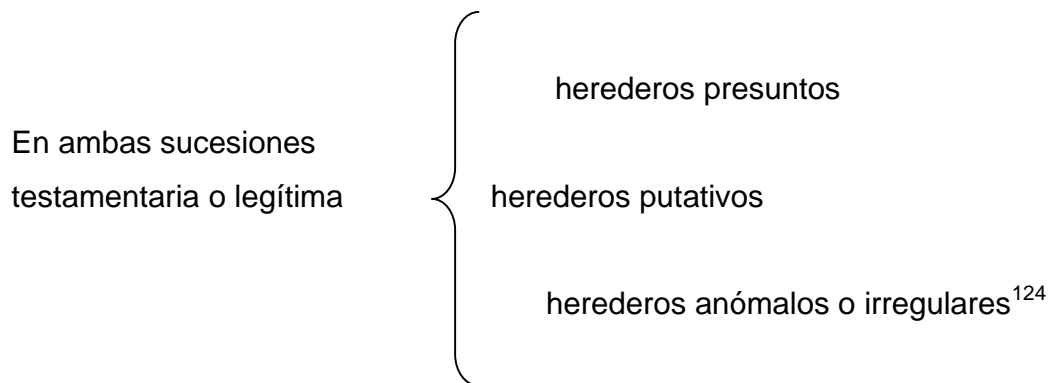 herederos presuntos
En ambas sucesiones
testamentaria o legítima
herederos putativos
herederos anómalos o irregulares124